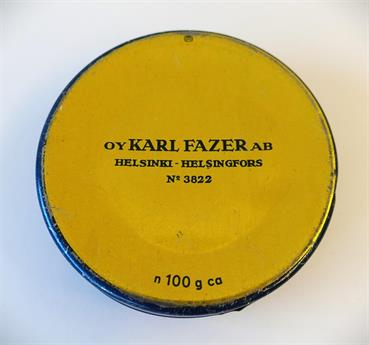 OY KARL FAZER AB
HELSINKI - HELSINGFORS
Nº 3822
n 100 g ca